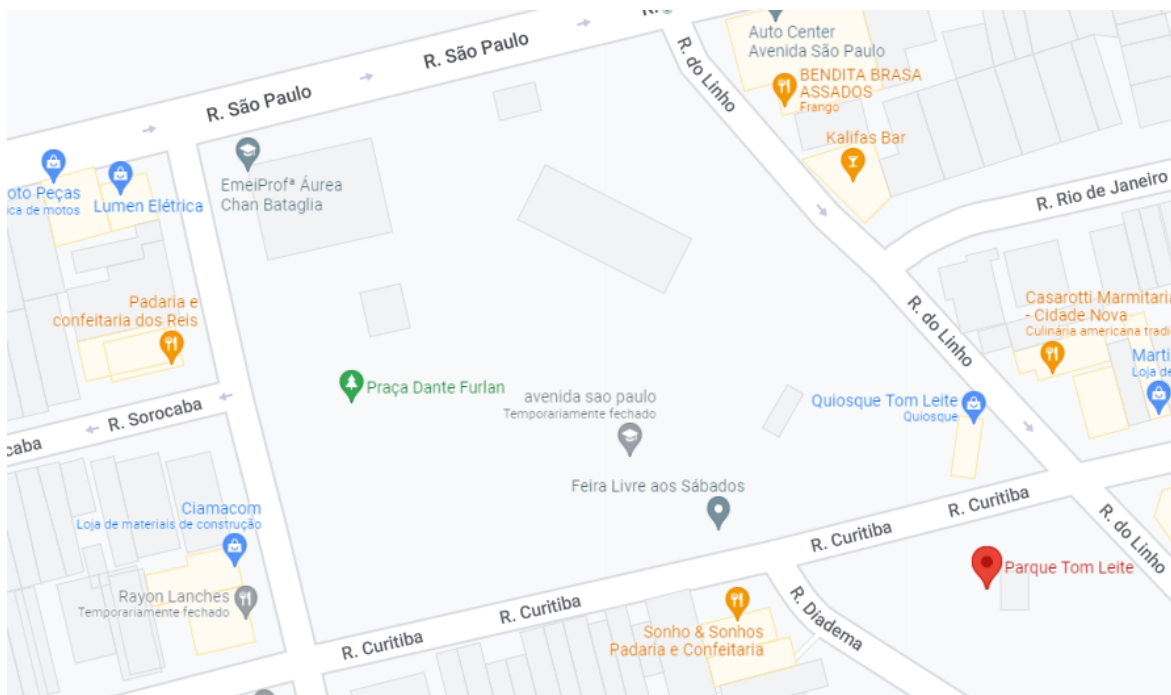 R. São Paulo
R. São Paulo
R. do Linho
Auto Center
Avenida São Paulo
BENDITA BRASA
ASSADOS
Frango
Kalifas Bar
R. Rio de Janeiro
EmeiProfª Áurea
Chan Bataglia
oto Peças
ca de motos
Lumen Elétrica
Padaria e
confeitaria dos Reis
R. do Linho
Casarotti Marmitaria
- Cidade Nova
Culinária americana tradi
Marti
Loja de
Praça Dante Furlan
avenida sao paulo
Temporariamente fechado
Quiosque Tom Leite
Quiosque
R. Sorocaba
caba
Feira Livre aos Sábados
Ciamacom
Loja de materiais de construção
R. Curitiba
R. Curitiba
R. do Linho
Parque Tom Leite
Rayon Lanches
Temporariamente fechado
R. Curitiba
R. Curitiba
R. Diadema
Sonho & Sonhos
Padaria e Confeitaria